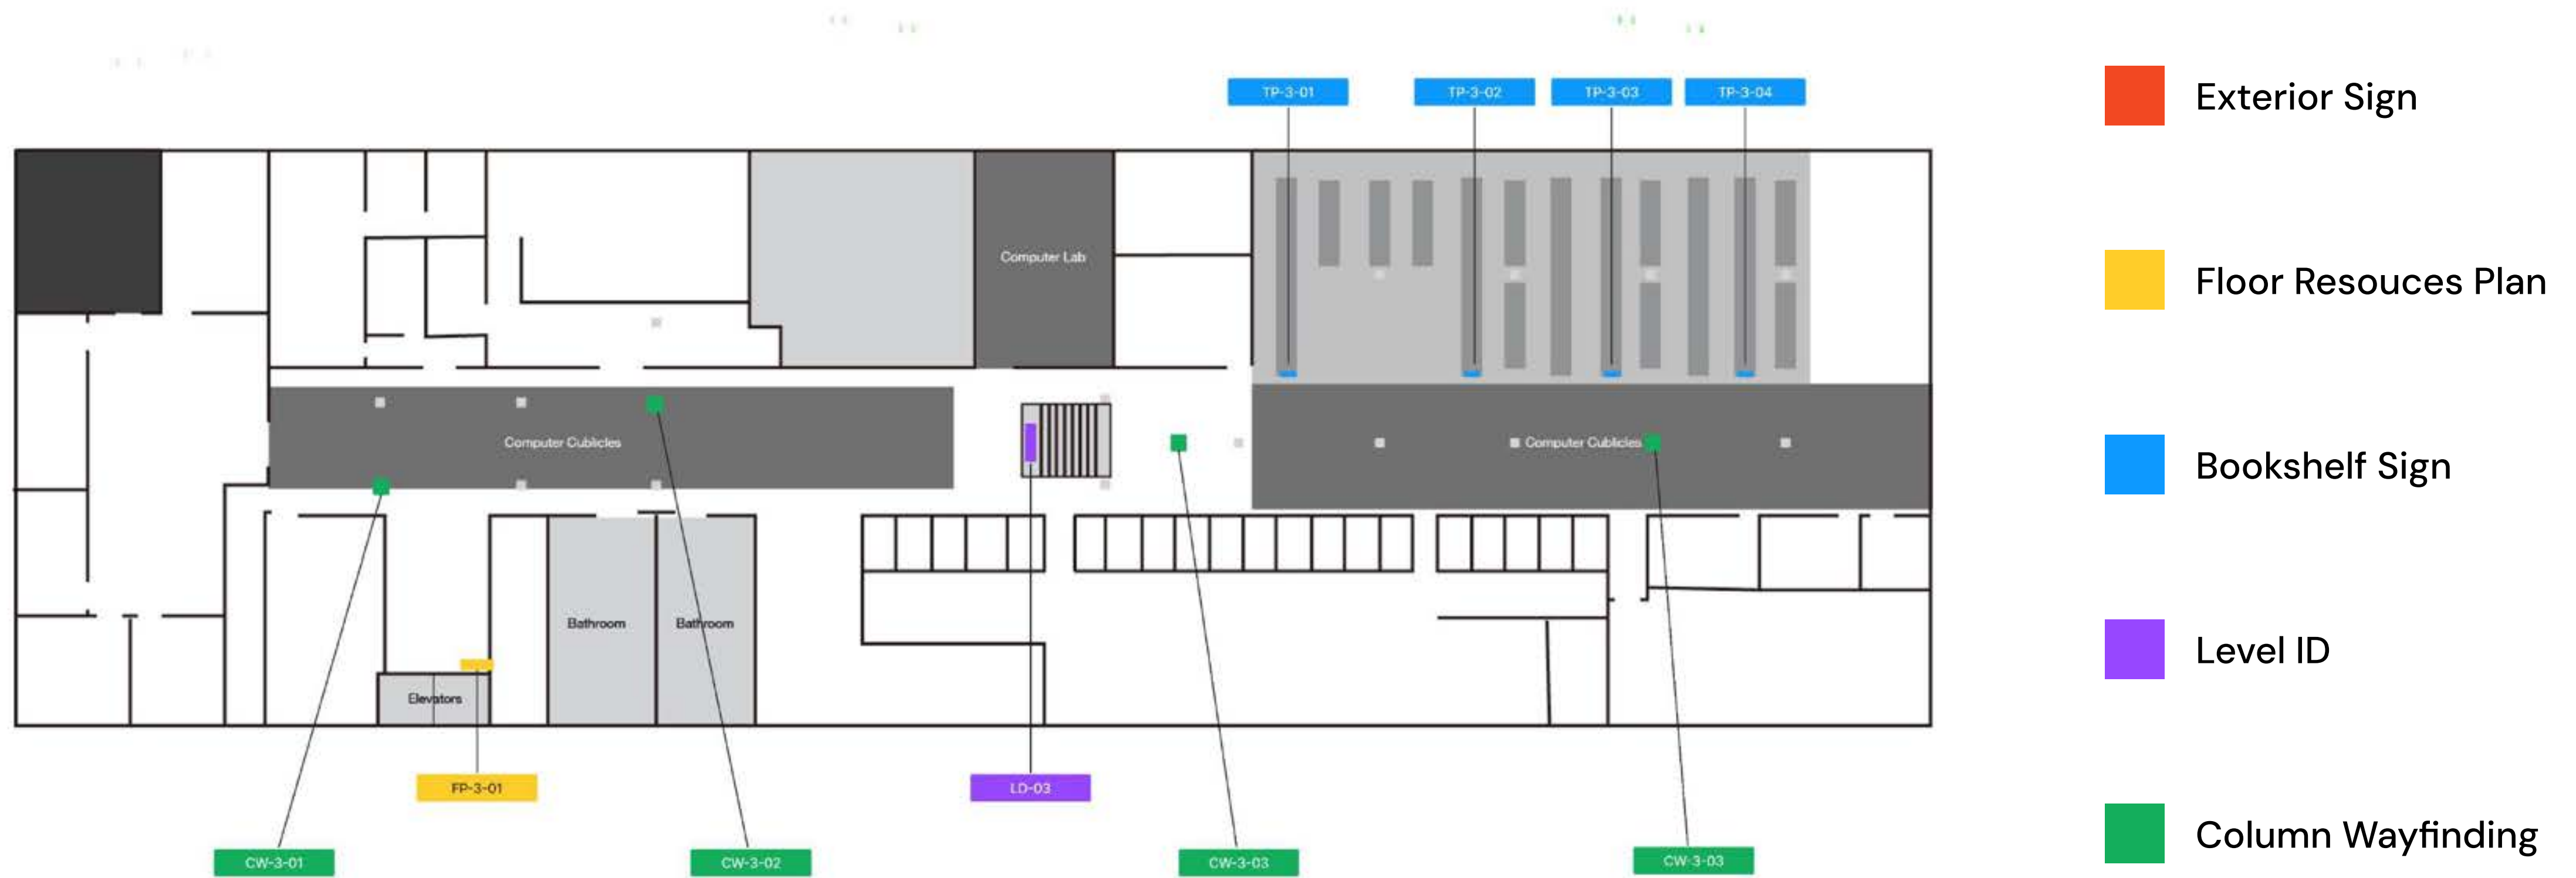 TP-3-01
TP-3-02
TP-3-03
TP-3-04
Exterior Sign
Floor Resouces Plan
Bookshelf Sign
Level ID
Column Wayfinding
Computer Lab
Computer Cublicles
Computer Cublicles
Bathroom
Bathroom
Elevators
FP-3-01
LD-03
CW-3-01
CW-3-02
CW-3-03
CW-3-03